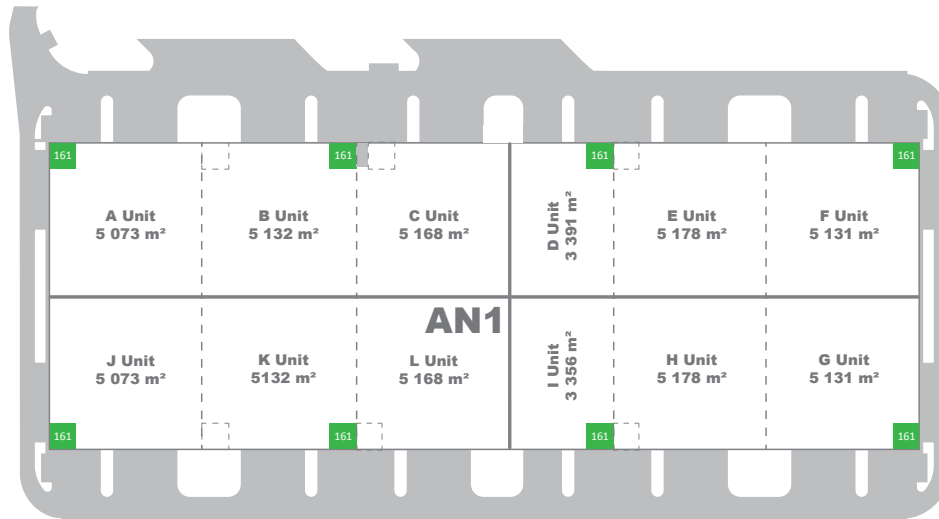 161
161
161
161
A Unit
5 073 m²
B Unit
5 132 m²
C Unit
5 168 m²
D Unit
3 391 m²
E Unit
5 178 m²
F Unit
5 131 m²
AN1
J Unit
5 073 m²
K Unit
5132 m²
L Unit
5 168 m²
I Unit
3 356 m²
H Unit
5 178 m²
G Unit
5 131 m²
161
161
161
161